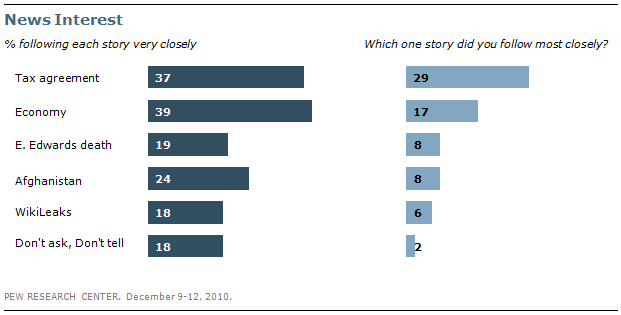 News Interest
% following each story very closely Which one story did you follow most closely?
Tax agreement 37 29
Economy 39 17
E. Edwards death 19 8
Afghanistan 24 8
WikiLeaks 18 6
Don't ask, Don't tell 18 2
PEW RESEARCH CENTER. December 9-12, 2010.